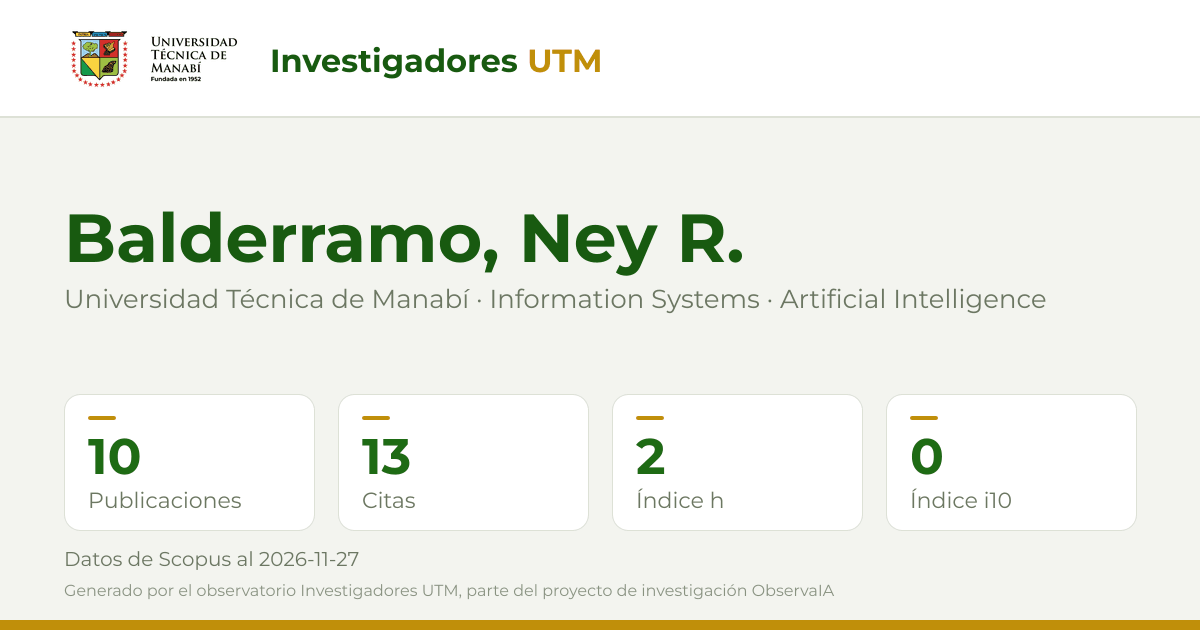 UNIVERSIDAD
TÉCNICA DE
MANABÍ
Fundada en 1952
Investigadores UTM
Balderramo, Ney R.
Universidad Técnica de Manabí · Information Systems · Artificial Intelligence
10
Publicaciones
13
Citas
2
Índice h
0
Índice i10
Datos de Scopus al 2026-11-27
Generado por el observatorio Investigadores UTM, parte del proyecto de investigación ObservaIA